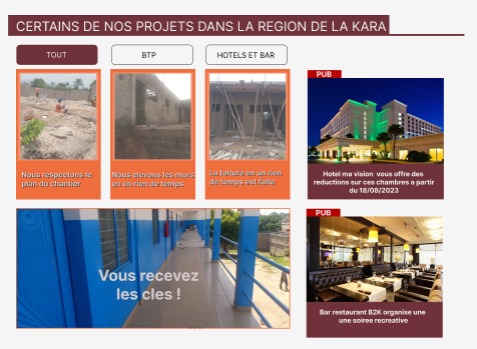 CERTAINS DE NOS PROJETS DANS LA REGION DE LA KARA
TOUT
BTP
HOTELS ET BAR
Nous respectons le
plan du chantier
Nous elevons les murs
en un rien de temps
La toiture en un rien
de temps est faite
Vous recevez
les cles !
PUB
Hotel ma vision vous offre des
reductions sur ces chambres a partir
du 18/08/2023
PUB
Bar restaurant B2K organise une
une soiree recreative